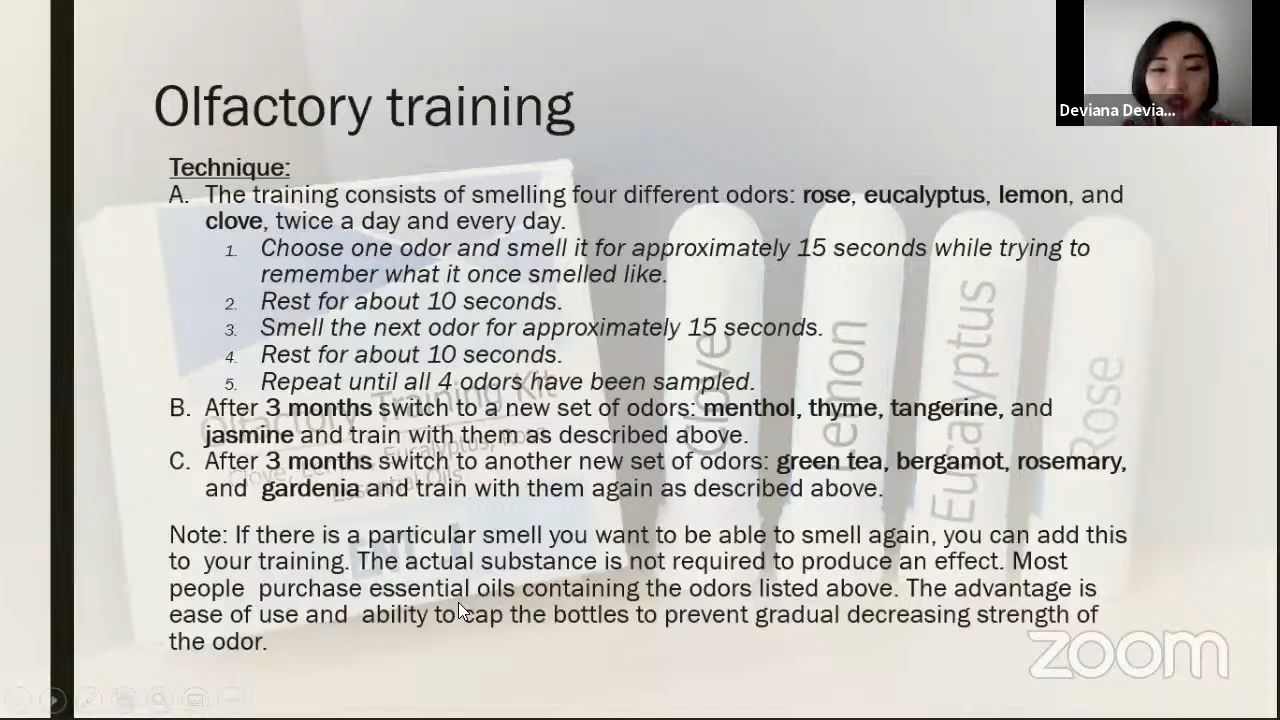 Olfactory training
Deviana Devia...
Technique:
A. The training consists of smelling four different odors: rose, eucalyptus, lemon, and
clove, twice a day and every day.
1. Choose one odor and smell it for approximately 15 seconds while trying to
remember what it once smelled like.
2. Rest for about 10 seconds.
3. Smell the next odor for approximately 15 seconds.
4. Rest for about 10 seconds.
5. Repeat until all 4 odors have been sampled.
B. After 3 months switch to a new set of odors: menthol, thyme, tangerine, and
jasmine and train with them as described above.
C. After 3 months switch to another new set of odors: green tea, bergamot, rosemary,
and gardenia and train with them again as described above.
Note: If there is a particular smell you want to be able to smell again, you can add this
to your training. The actual substance is not required to produce an effect. Most
people purchase essential oils containing the odors listed above. The advantage is
ease of use and ability to cap the bottles to prevent gradual decreasing strength of
the odor.
Olfactory Training Kit
Clove, Lemon, Eucalyptus, Rose
Essential Oils
Clove
Lemon
Eucalyptus
Rose
zoom